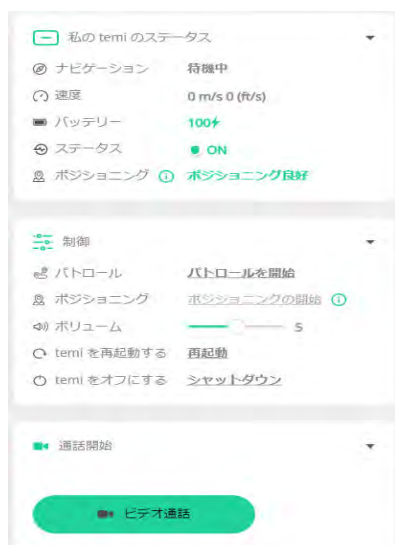 私の temi のステータス
ナビゲーション 待機中
速度 0 m/s 0 (ft/s)
バッテリー 100
ステータス ON
ポジショニング ポジショニング良好
制御
パトロール パトロールを開始
ポジショニング ポジショニングの開始
ボリューム 5
temi を再起動する 再起動
temi をオフにする シャットダウン
通話開始
ビデオ通話